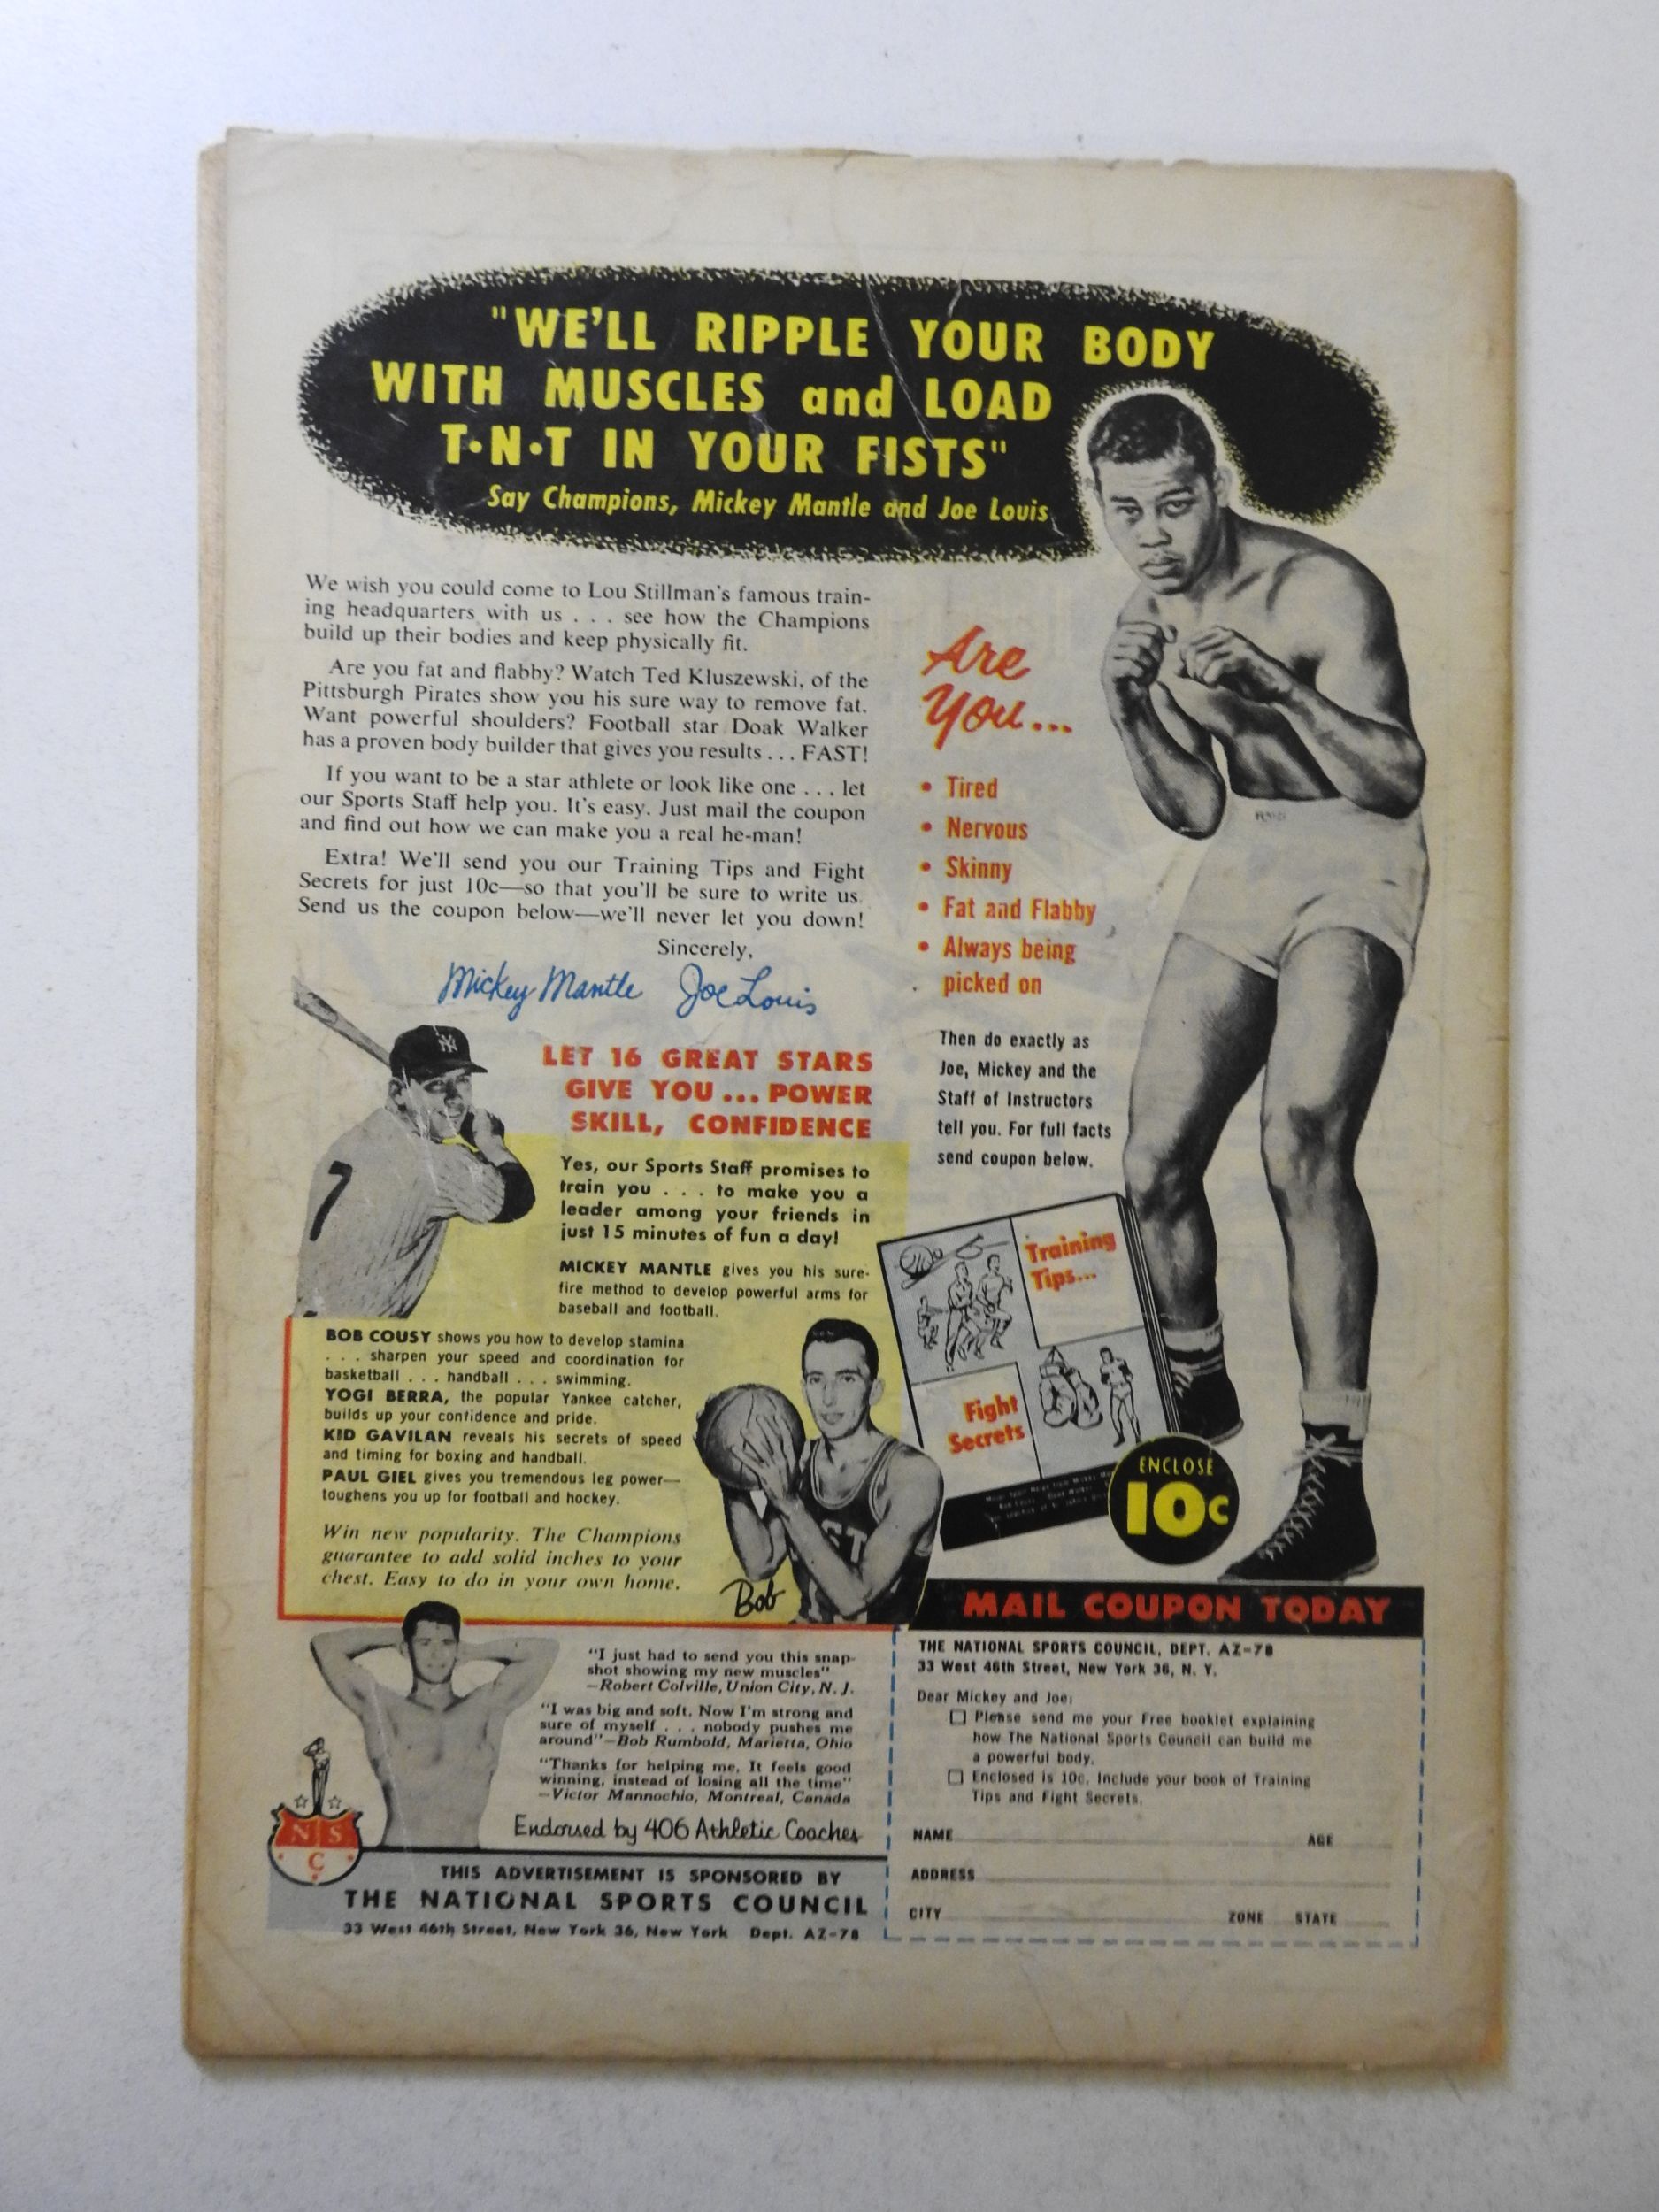 "WE'LL RIPPLE YOUR BODY
WITH MUSCLES and LOAD
T·N·T IN YOUR FISTS"
Say Champions, Mickey Mantle and Joe Louis
We wish you could come to Lou Stillman's famous train-
ing headquarters with us . . . see how the Champions
build up their bodies and keep physically fit.
Are you fat and flabby? Watch Ted Kluszewski, of the
Pittsburgh Pirates show you his sure way to remove fat.
Want powerful shoulders? Football star Doak Walker
has a proven body builder that gives you results . . . FAST!
If you want to be a star athlete or look like one . . . let
our Sports Staff help you. It's easy. Just mail the coupon
and find out how we can make you a real he-man!
Extra! We'll send you our Training Tips and Fight
Secrets for just 10c—so that you'll be sure to write us.
Send us the coupon below—we'll never let you down!
Sincerely,
Mickey Mantle Joe Louis
Are
You...
• Tired
• Nervous
• Skinny
• Fat and Flabby
• Always being
picked on
Then do exactly as
Joe, Mickey and the
Staff of Instructors
tell you. For full facts
send coupon below.
LET 16 GREAT STARS
GIVE YOU ... POWER
SKILL, CONFIDENCE
7
Yes, our Sports Staff promises to
train you . . . to make you a
leader among your friends in
just 15 minutes of fun a day!
MICKEY MANTLE gives you his sure-
fire method to develop powerful arms for
baseball and football.
BOB COUSY shows you how to develop stamina
. . . sharpen your speed and coordination for
basketball . . . handball . . . swimming.
YOGI BERRA, the popular Yankee catcher,
builds up your confidence and pride.
KID GAVILAN reveals his secrets of speed
and timing for boxing and handball.
PAUL GIEL gives you tremendous leg power—
toughens you up for football and hockey.
Win new popularity. The Champions
guarantee to add solid inches to your
chest. Easy to do in your own home.
Bob
Training
Tips...
Fight
Secrets
ENCLOSE
10c
"I just had to send you this snap-
shot showing my new muscles"
—Robert Colville, Union City, N. J.
"I was big and soft. Now I'm strong and
sure of myself . . . nobody pushes me
around"—Bob Rumbold, Marietta, Ohio
"Thanks for helping me. It feels good
winning, instead of losing all the time"
—Victor Mannochio, Montreal, Canada
Endorsed by 406 Athletic Coaches
N S
C
THIS ADVERTISEMENT IS SPONSORED BY
THE NATIONAL SPORTS COUNCIL
33 West 46th Street, New York 36, New York Dept. AZ-78
MAIL COUPON TODAY
THE NATIONAL SPORTS COUNCIL, DEPT. AZ-78
33 West 46th Street, New York 36, N. Y.
Dear Mickey and Joe:
Please send me your Free booklet explaining
how The National Sports Council can build me
a powerful body.
Enclosed is 10c. Include your book of Training
Tips and Fight Secrets.
NAME AGE
ADDRESS
CITY ZONE STATE